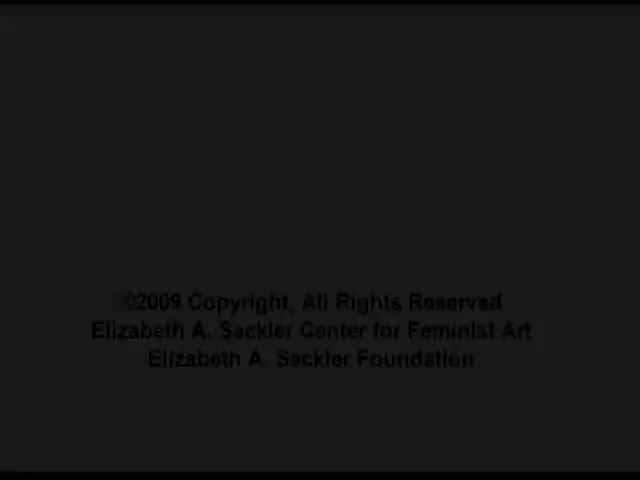 ©2009 Copyright, All Rights Reserved
Elizabeth A. Sackler Center for Feminist Art
Elizabeth A. Sackler Foundation